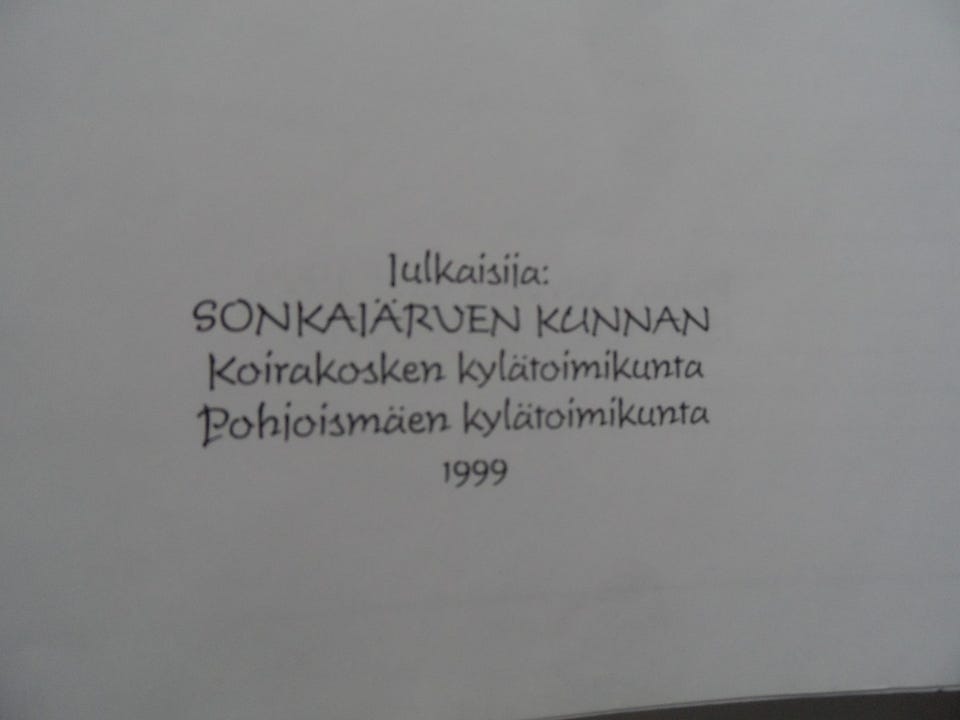 Julkaisija:
SONKAJÄRVEN KUNNAN
Koirakosken kylätoimikunta
Pohjoismäen kylätoimikunta
1999